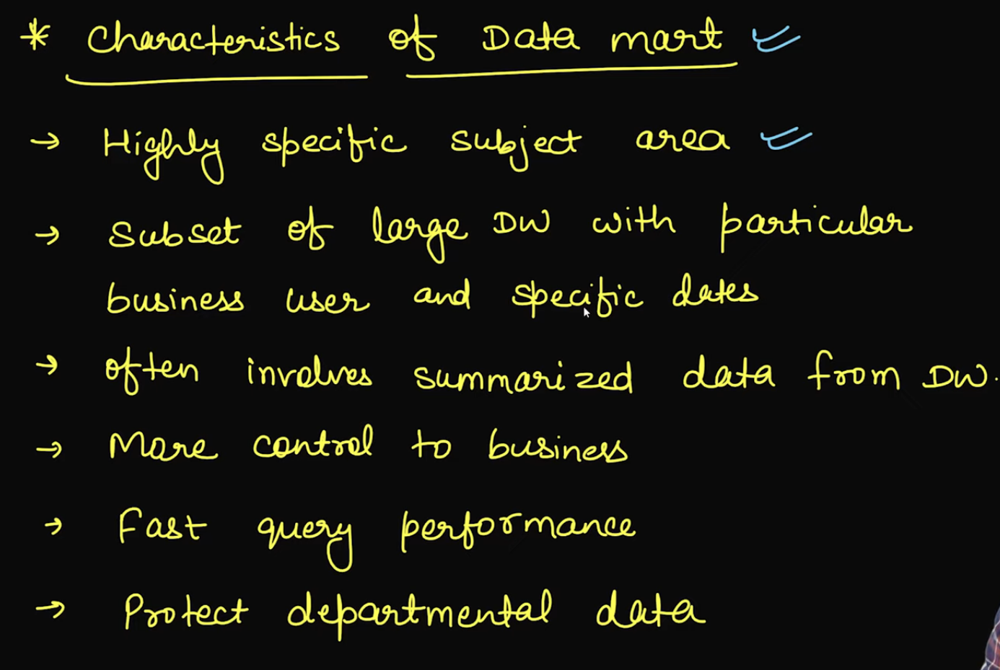 * Characteristics of Data mart
→ Highly specific subject area
→ Subset of large DW with particular
business user and specific dates
→ often involves summarized data from DW.
→ More control to business
→ Fast query performance
→ Protect departmental data